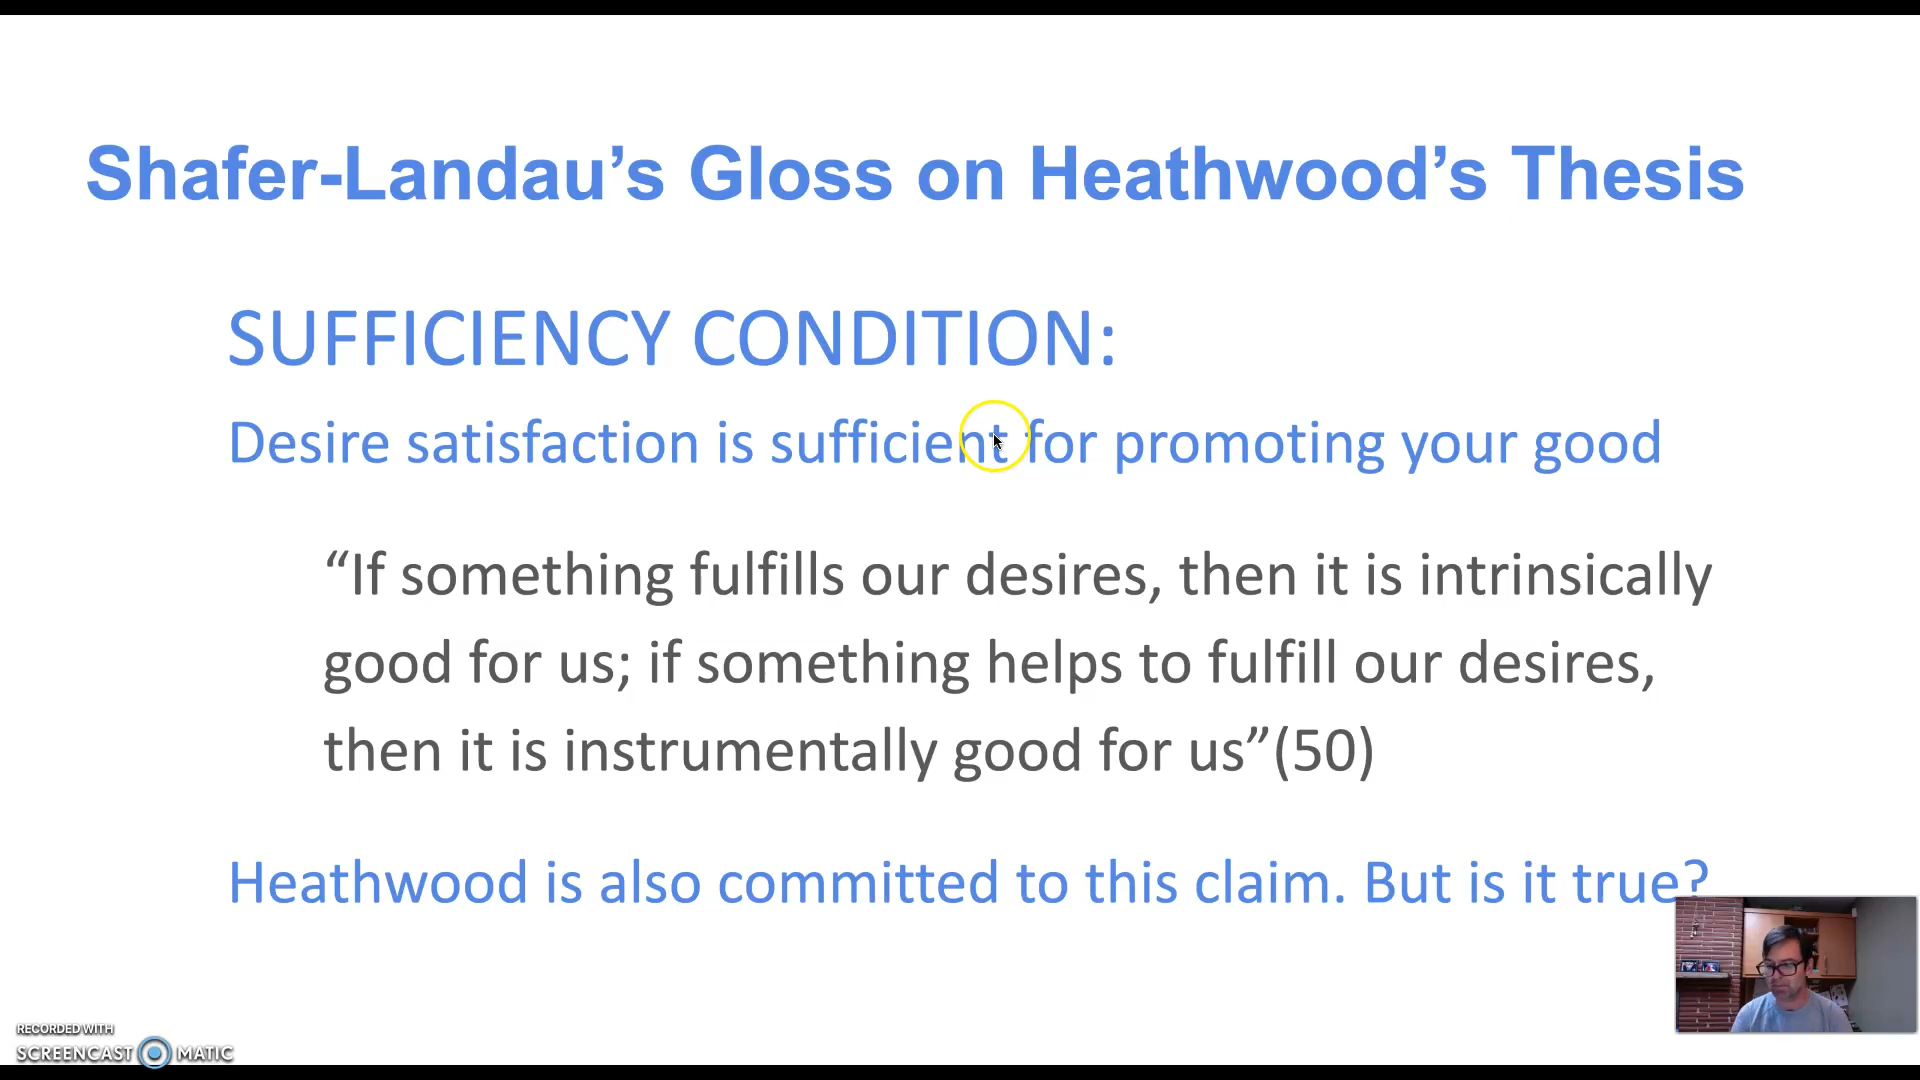 Shafer-Landau’s Gloss on Heathwood’s Thesis
SUFFICIENCY CONDITION:
Desire satisfaction is sufficient for promoting your good
“If something fulfills our desires, then it is intrinsically
good for us; if something helps to fulfill our desires,
then it is instrumentally good for us”(50)
Heathwood is also committed to this claim. But is it true?
RECORDED WITH
SCREENCAST MATIC